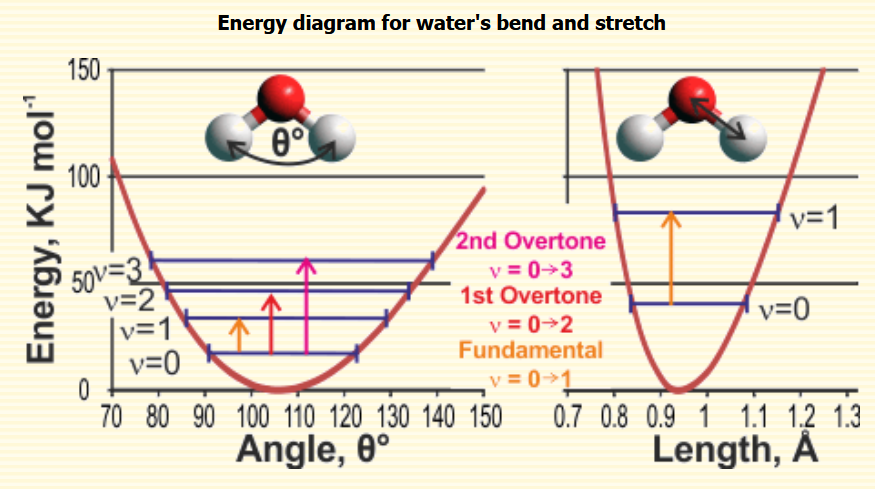 Energy diagram for water's bend and stretch
Energy, KJ mol⁻¹
150
100
50
0
ν=3
ν=2
ν=1
ν=0
θ°
70 80 90 100 110 120 130 140 150
Angle, θ°
2nd Overtone
ν = 0→3
1st Overtone
ν = 0→2
Fundamental
ν = 0→1
ν=1
ν=0
0.7 0.8 0.9 1 1.1 1.2 1.3
Length, Å